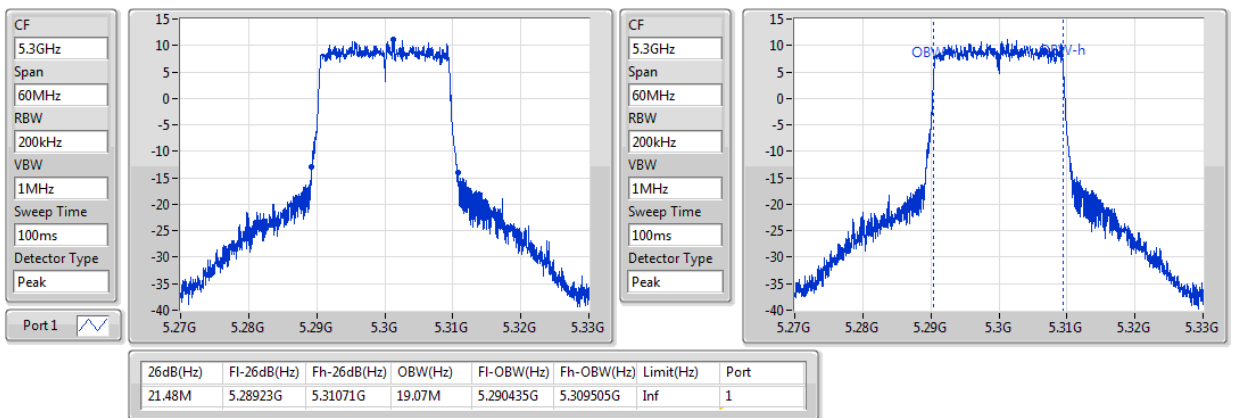 CF
5.3GHz
Span
60MHz
RBW
200kHz
VBW
1MHz
Sweep Time
100ms
Detector Type
Peak
Port 1
15
10
5
0
-5
-10
-15
-20
-25
-30
-35
-40
5.27G 5.28G 5.29G 5.3G 5.31G 5.32G 5.33G
CF
5.3GHz
Span
60MHz
RBW
200kHz
VBW
1MHz
Sweep Time
100ms
Detector Type
Peak
15
10
5
0
-5
-10
-15
-20
-25
-30
-35
-40
OBW-h
5.27G 5.28G 5.29G 5.3G 5.31G 5.32G 5.33G
26dB(Hz) Fl-26dB(Hz) Fh-26dB(Hz) OBW(Hz) Fl-OBW(Hz) Fh-OBW(Hz) Limit(Hz) Port
21.48M 5.28923G 5.31071G 19.07M 5.290435G 5.309505G Inf 1